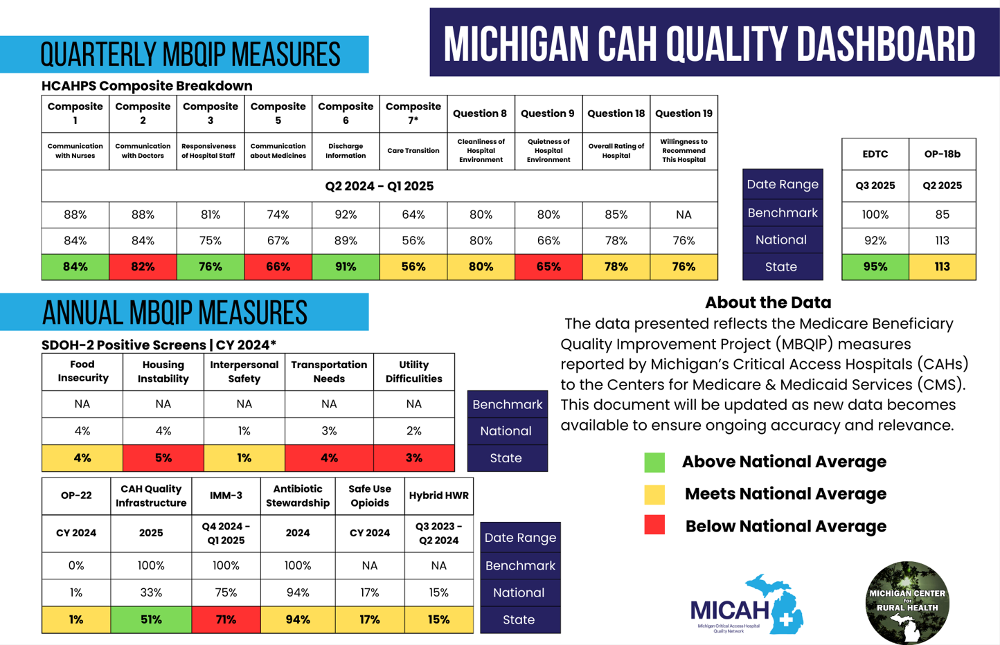 MICHIGAN CAH QUALITY DASHBOARD
QUARTERLY MBQIP MEASURES
HCAHPS Composite Breakdown
Composite 1 Composite 2 Composite 3 Composite 5 Composite 6 Composite 7* Question 8 Question 9 Question 18 Question 19
Communication with Nurses Communication with Doctors Responsiveness of Hospital Staff Communication about Medicines Discharge Information Care Transition Cleanliness of Hospital Environment Quietness of Hospital Environment Overall Rating of Hospital Willingness to Recommend This Hospital
Q2 2024 - Q1 2025
88% 88% 81% 74% 92% 64% 80% 80% 85% NA
84% 84% 75% 67% 89% 56% 80% 66% 78% 76%
84% 82% 76% 66% 91% 56% 80% 65% 78% 76%
Date Range
Benchmark
National
State
EDTC OP-18b
Q3 2025 Q2 2025
100% 85
92% 113
95% 113
ANNUAL MBQIP MEASURES
SDOH-2 Positive Screens | CY 2024*
Food Insecurity Housing Instability Interpersonal Safety Transportation Needs Utility Difficulities
NA NA NA NA NA
4% 4% 1% 3% 2%
4% 5% 1% 4% 3%
Benchmark
National
State
OP-22 CAH Quality Infrastructure IMM-3 Antibiotic Stewardship Safe Use Opioids Hybrid HWR
CY 2024 2025 Q4 2024 - Q1 2025 2024 CY 2024 Q3 2023 - Q2 2024
0% 100% 100% 100% NA NA
1% 33% 75% 94% 17% 15%
1% 51% 71% 94% 17% 15%
Date Range
Benchmark
National
State
About the Data
The data presented reflects the Medicare Beneficiary
Quality Improvement Project (MBQIP) measures
reported by Michigan's Critical Access Hospitals (CAHs)
to the Centers for Medicare & Medicaid Services (CMS).
This document will be updated as new data becomes
available to ensure ongoing accuracy and relevance.
Above National Average
Meets National Average
Below National Average
MICAH
Michigan Critical Access Hospital
Quality Network
MICHIGAN CENTER
for
RURAL HEALTH